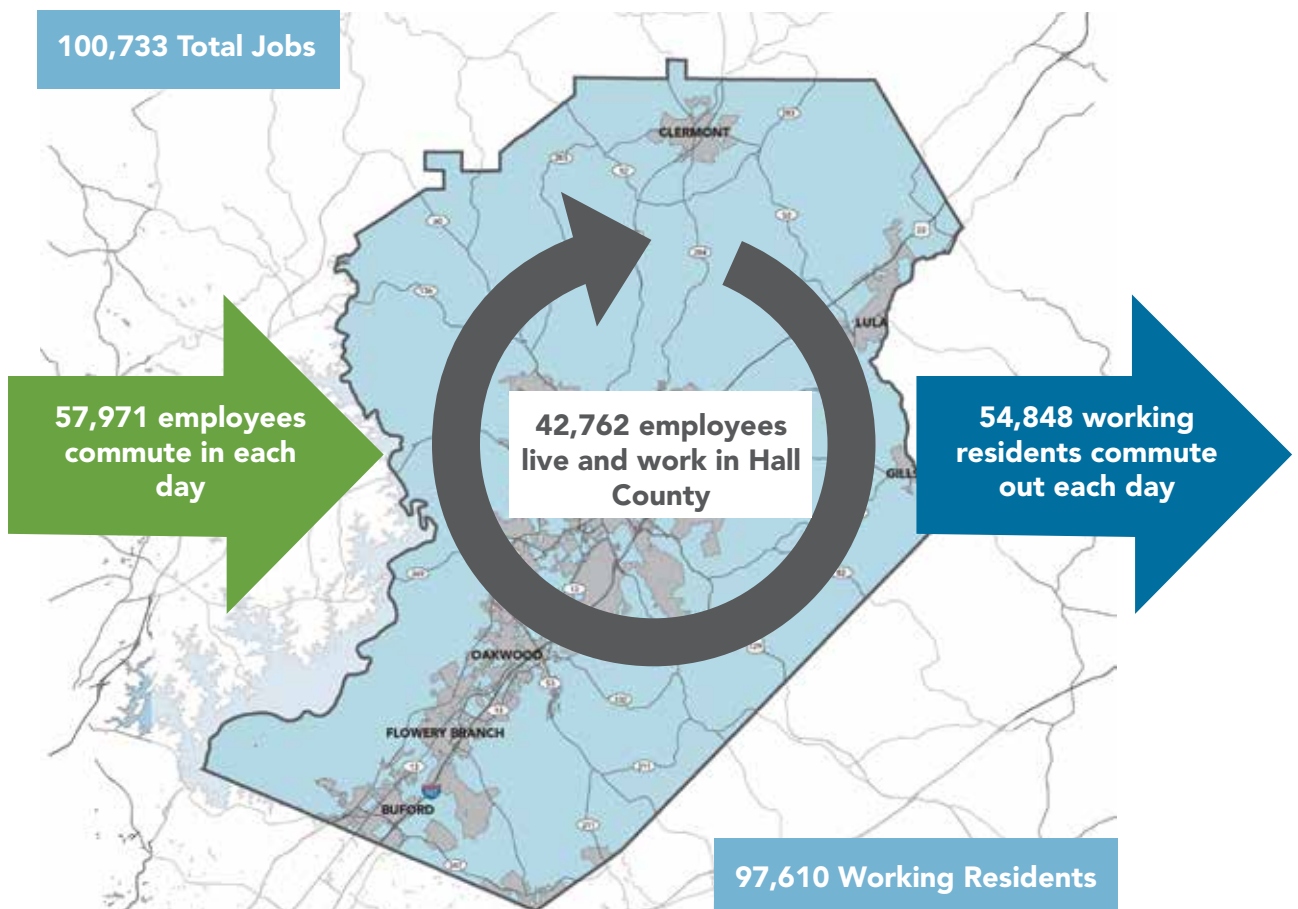 100,733 Total Jobs
CLERMONT
LULA
57,971 employees
commute in each
day
42,762 employees
live and work in Hall
County
54,848 working
residents commute
out each day
GILLS
OAKWOOD
FLOWERY BRANCH
BUFORD
97,610 Working Residents